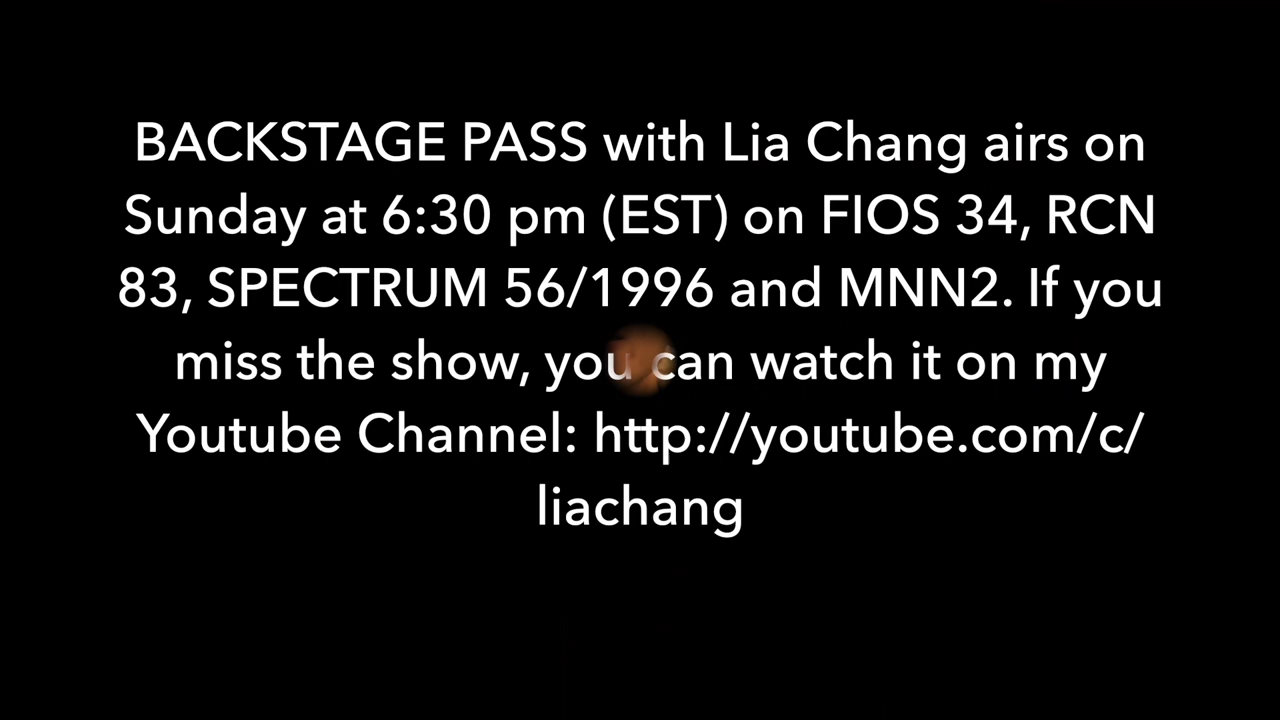 BACKSTAGE PASS with Lia Chang airs on
Sunday at 6:30 pm (EST) on FIOS 34, RCN
83, SPECTRUM 56/1996 and MNN2. If you
miss the show, you can watch it on my
Youtube Channel: http://youtube.com/c/
liachang